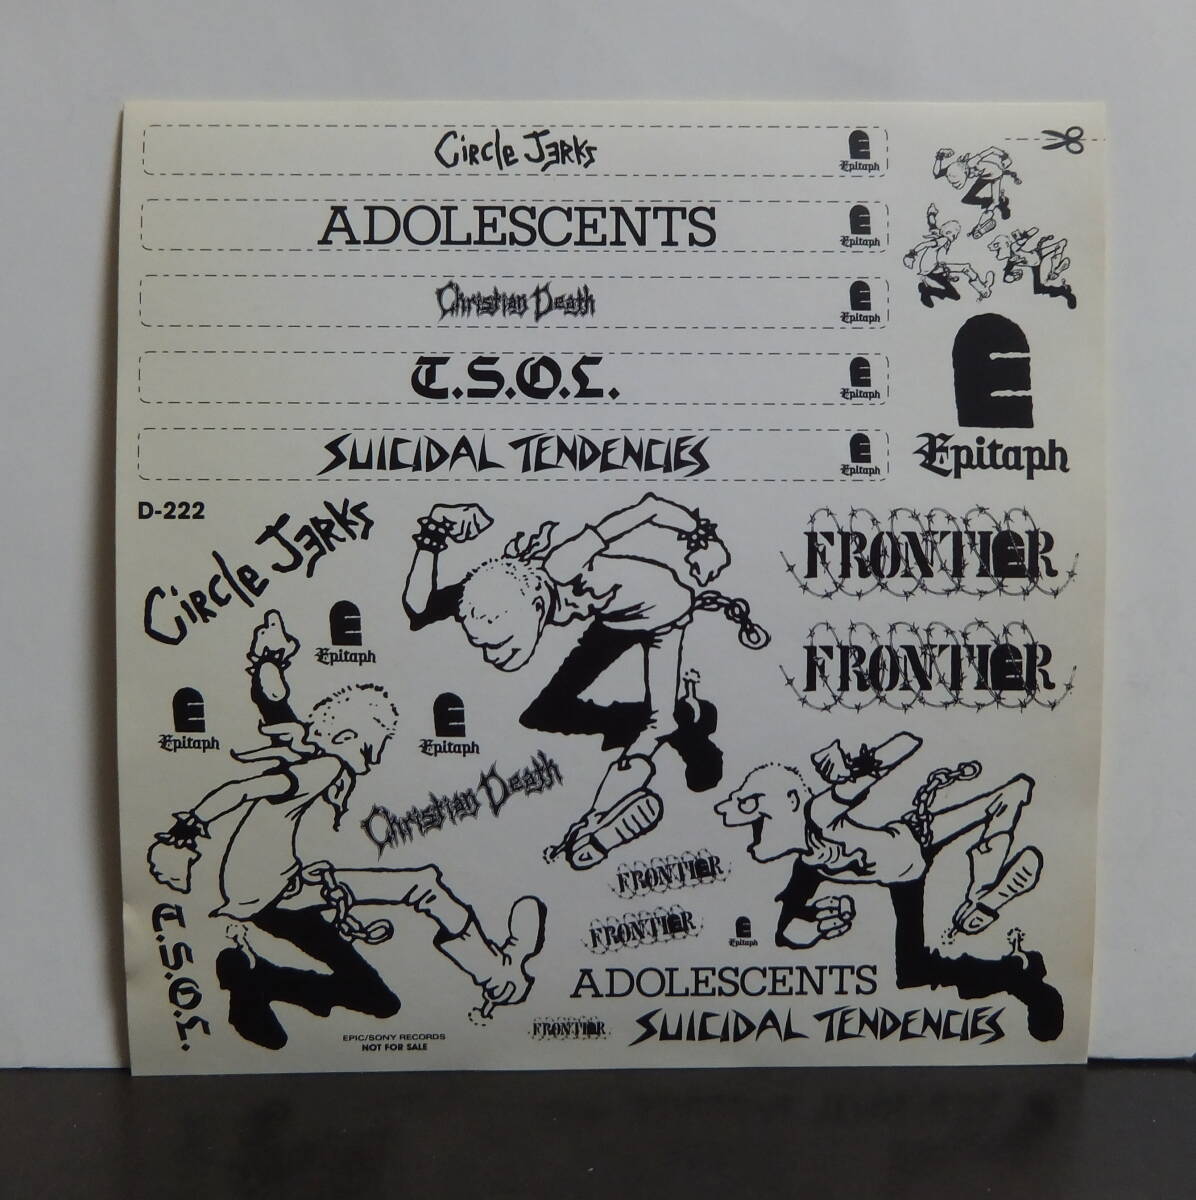 Circle Jerks
Epitaph
ADOLESCENTS
Epitaph
Christian Death
Epitaph
T.S.O.L.
Epitaph
SUICIDAL TENDENCIES
Epitaph
E
Epitaph
D-222
Circle Jerks
FRONTIER
FRONTIER
Epitaph
Epitaph
Epitaph
Christian Death
FRONTIER
FRONTIER
Epitaph
T.S.O.L.
ADOLESCENTS
SUICIDAL TENDENCIES
FRONTIER
EPIC/SONY RECORDS
NOT FOR SALE